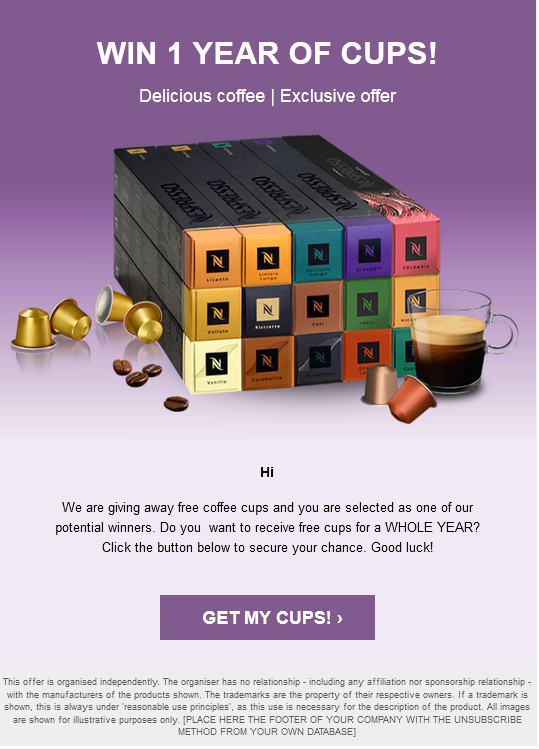 WIN 1 YEAR OF CUPS!
Delicious coffee | Exclusive offer
NESPRESSO NESPRESSO NESPRESSO NESPRESSO
Livanto Linizio Lungo Arpeggio COLOMBIA
Volluto Ristretto Cosi INDIA
Vanilio Caramelito
Hi
We are giving away free coffee cups and you are selected as one of our
potential winners. Do you  want to receive free cups for a WHOLE YEAR?
Click the button below to secure your chance. Good luck!
GET MY CUPS! ›
This offer is organised independently. The organiser has no relationship - including any affiliation nor sponsorship relationship -
with the manufacturers of the products shown. The trademarks are the property of their respective owners. If a trademark is
shown, this is always under 'reasonable use principles', as this use is necessary for the description of the product. All images
are shown for illustrative purposes only. [PLACE HERE THE FOOTER OF YOUR COMPANY WITH THE UNSUBSCRIBE
METHOD FROM YOUR OWN DATABASE]